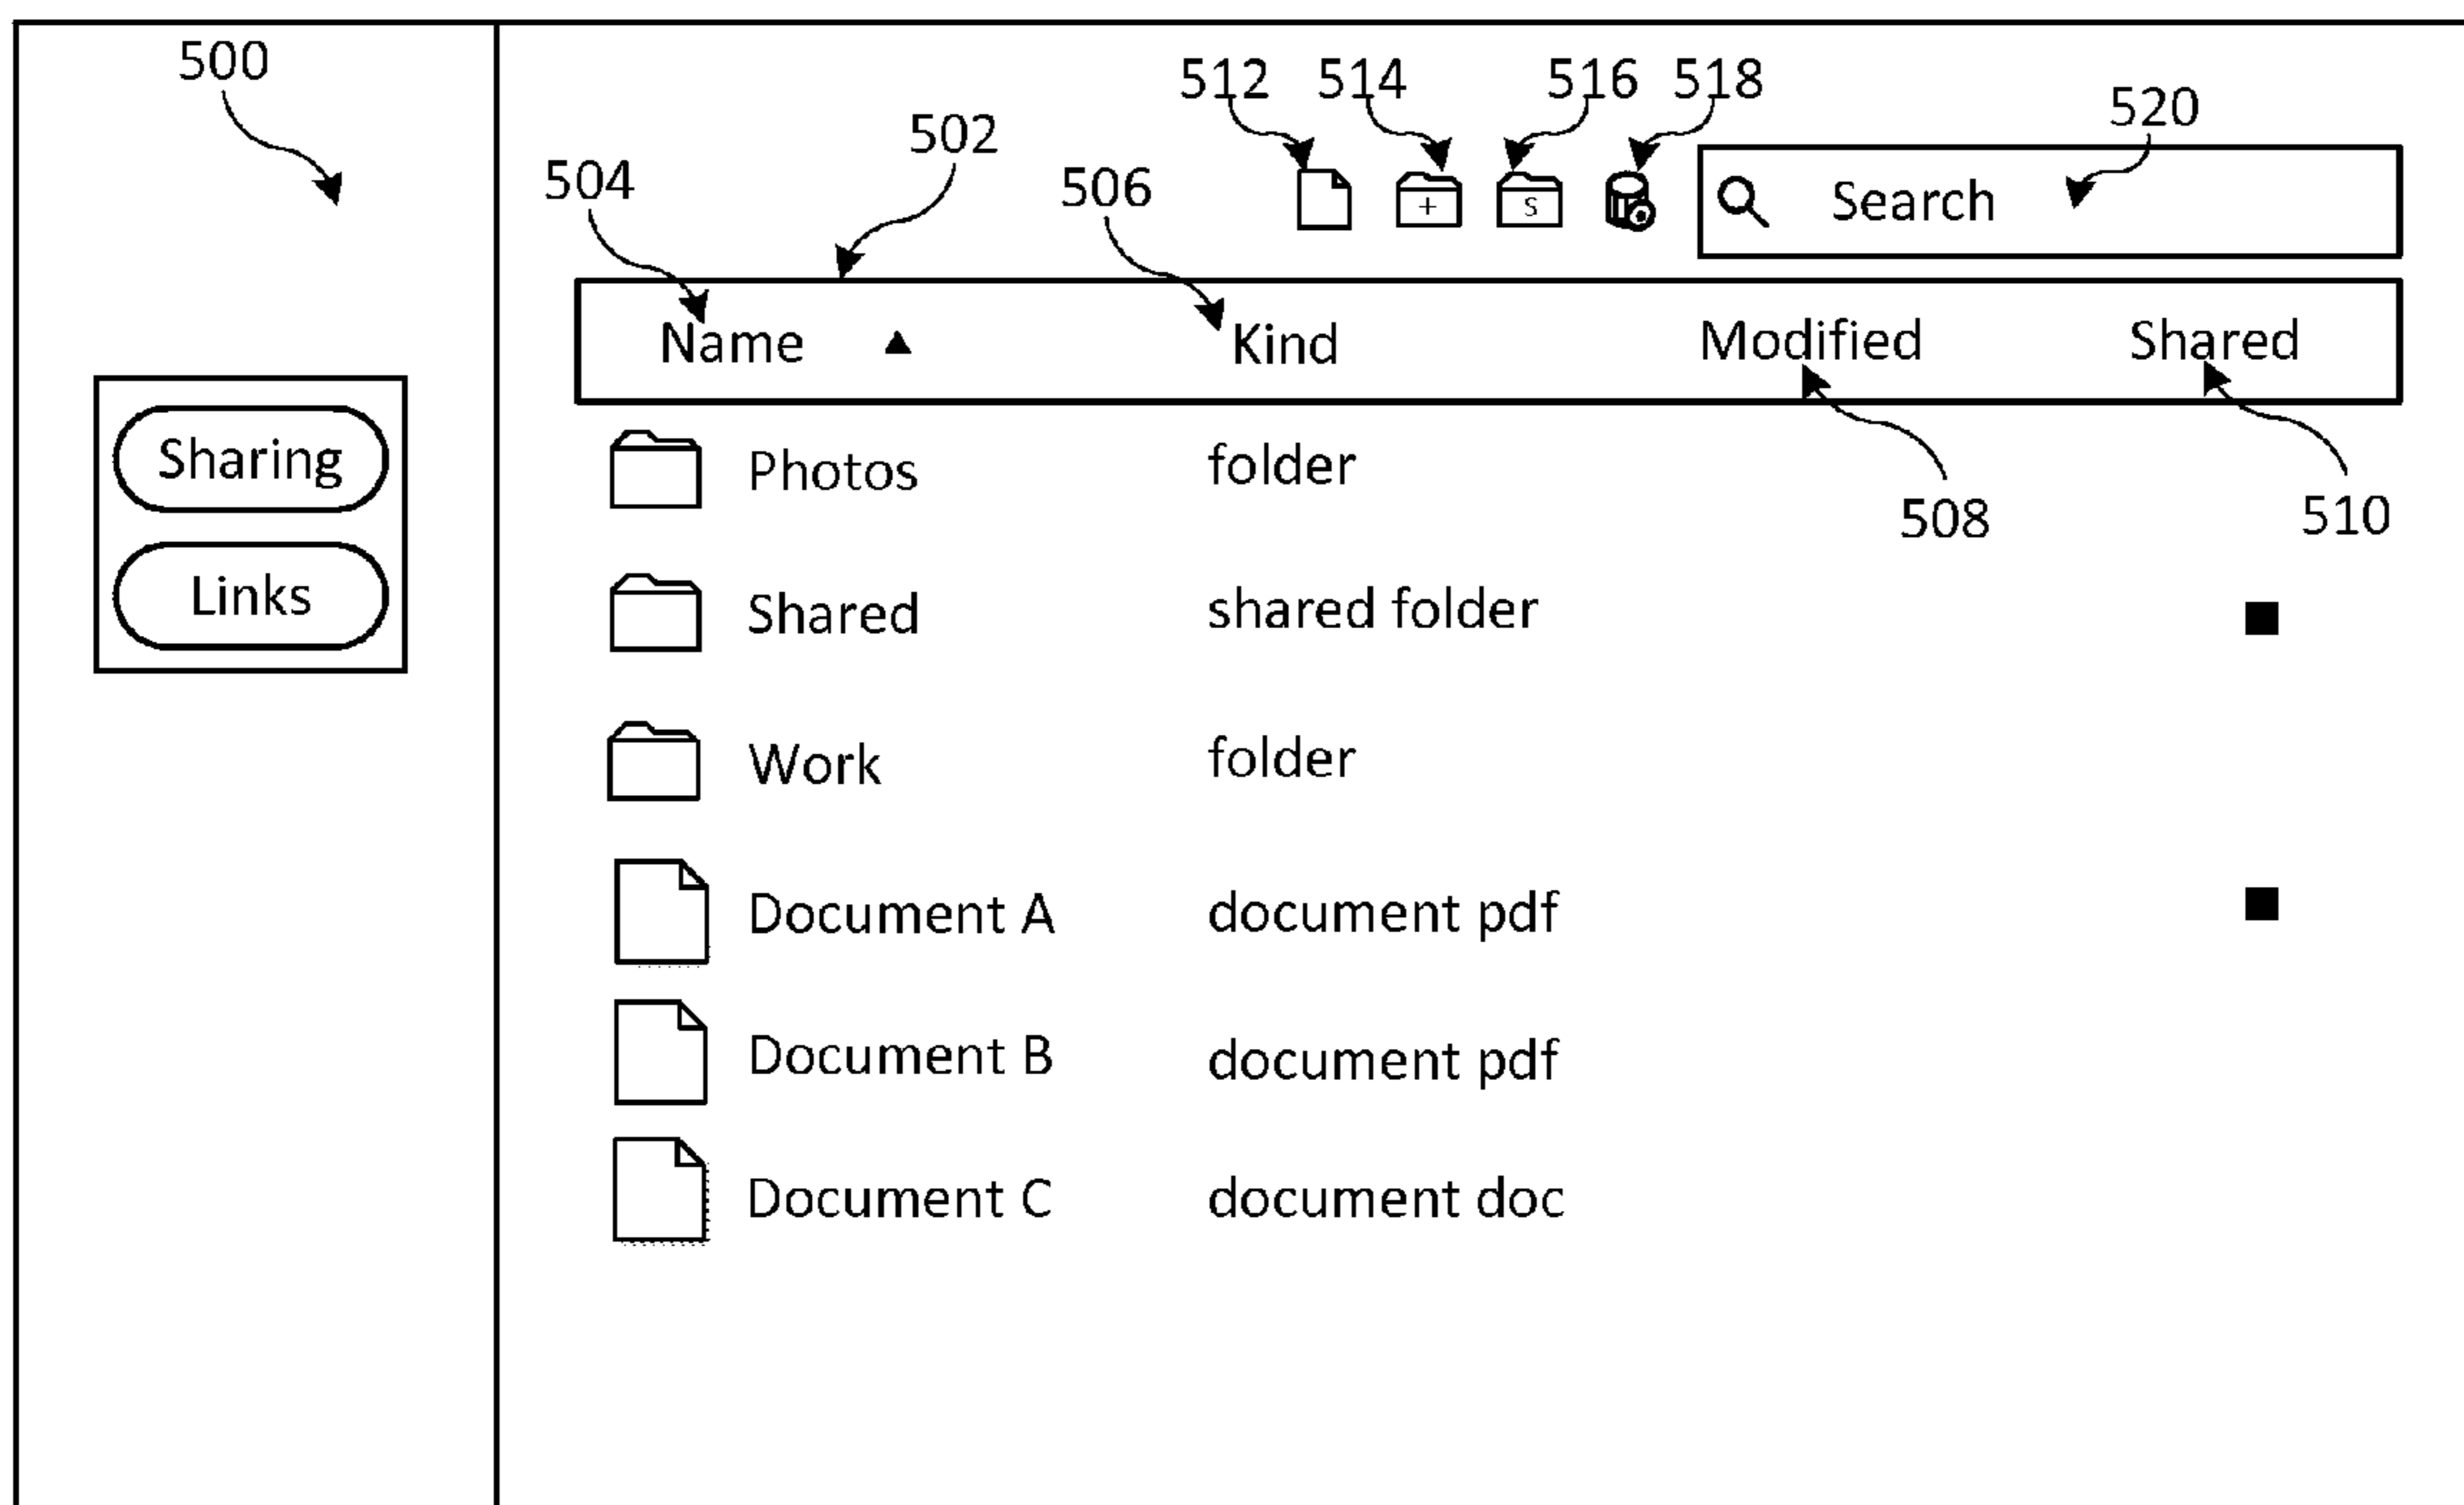 500
512 514 516 518
520
502
504
506
+ S
Search
Name ▲ Kind Modified Shared
Sharing
Links
Photos folder
508
510
Shared shared folder ■
Work folder
Document A document pdf ■
Document B document pdf
Document C document doc